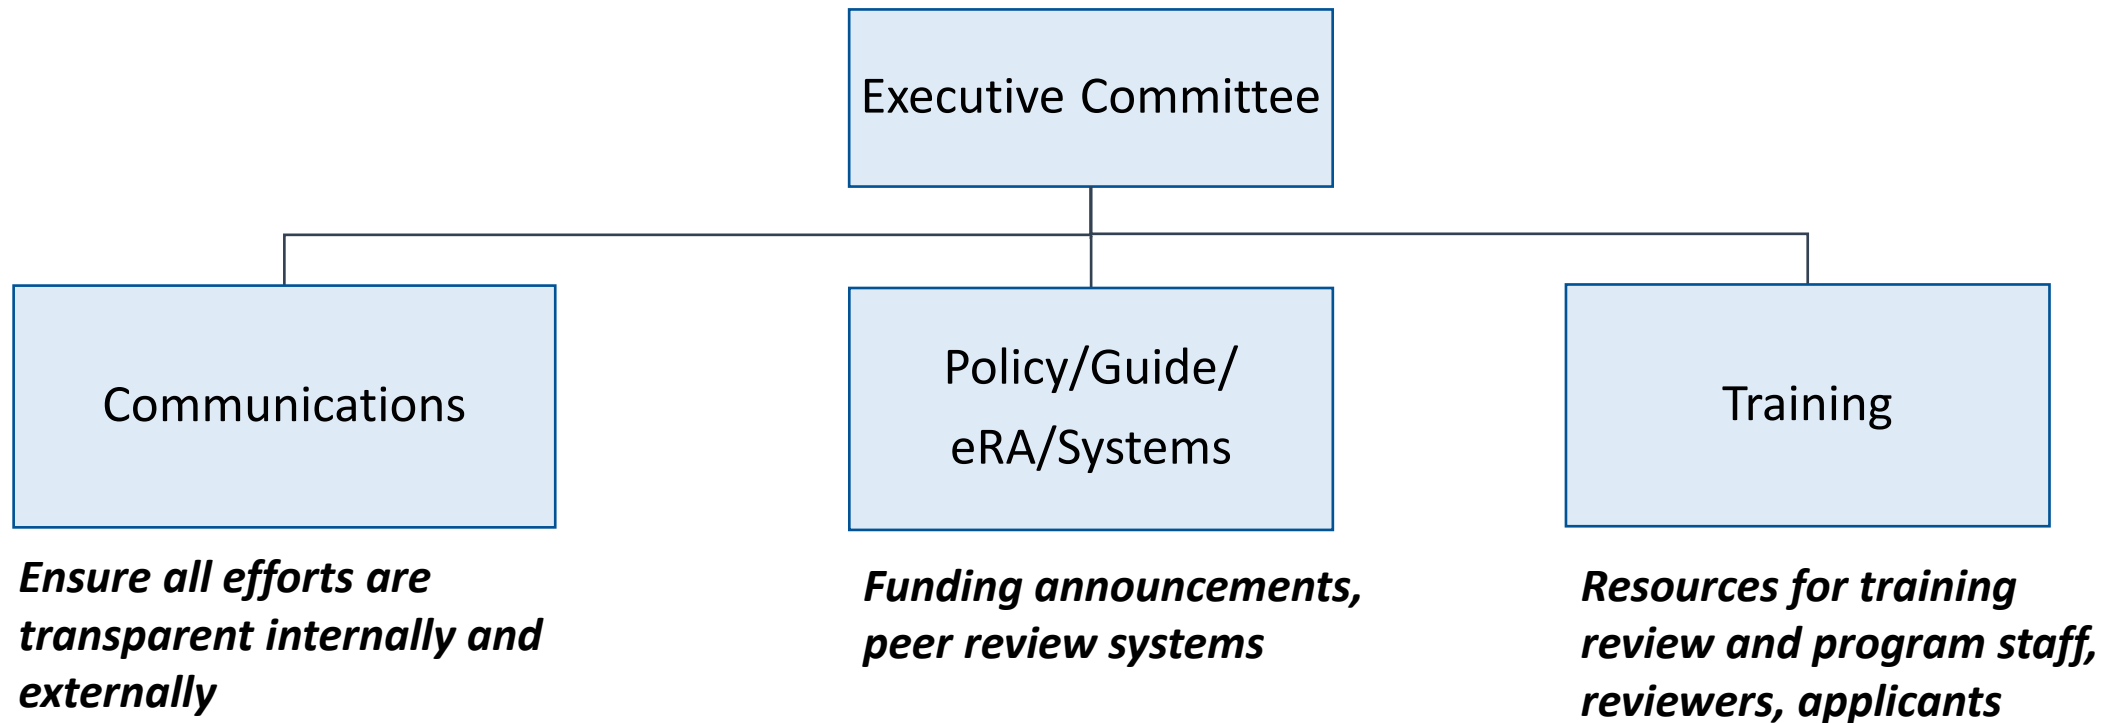 Executive Committee
Communications
Policy/Guide/
eRA/Systems
Training
Ensure all efforts are
transparent internally and
externally
Funding announcements,
peer review systems
Resources for training
review and program staff,
reviewers, applicants